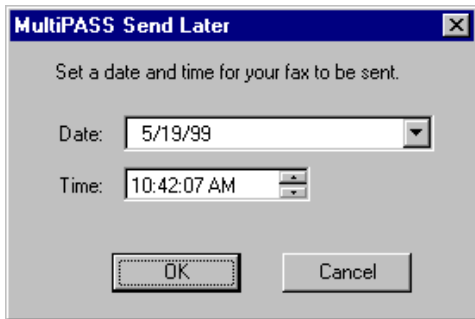 MultiPASS Send Later
Set a date and time for your fax to be sent.
Date: 5/19/99
Time: 10:42:07 AM
OK Cancel